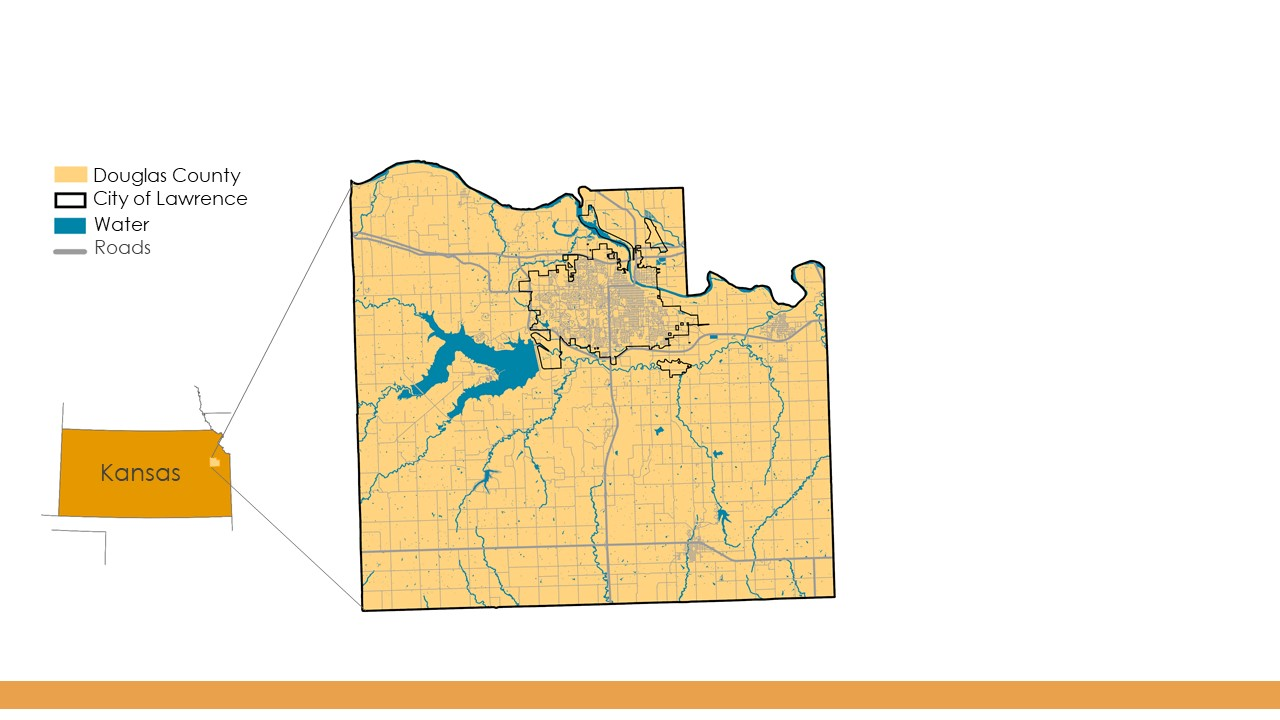 Douglas County
City of Lawrence
Water
Roads
Kansas